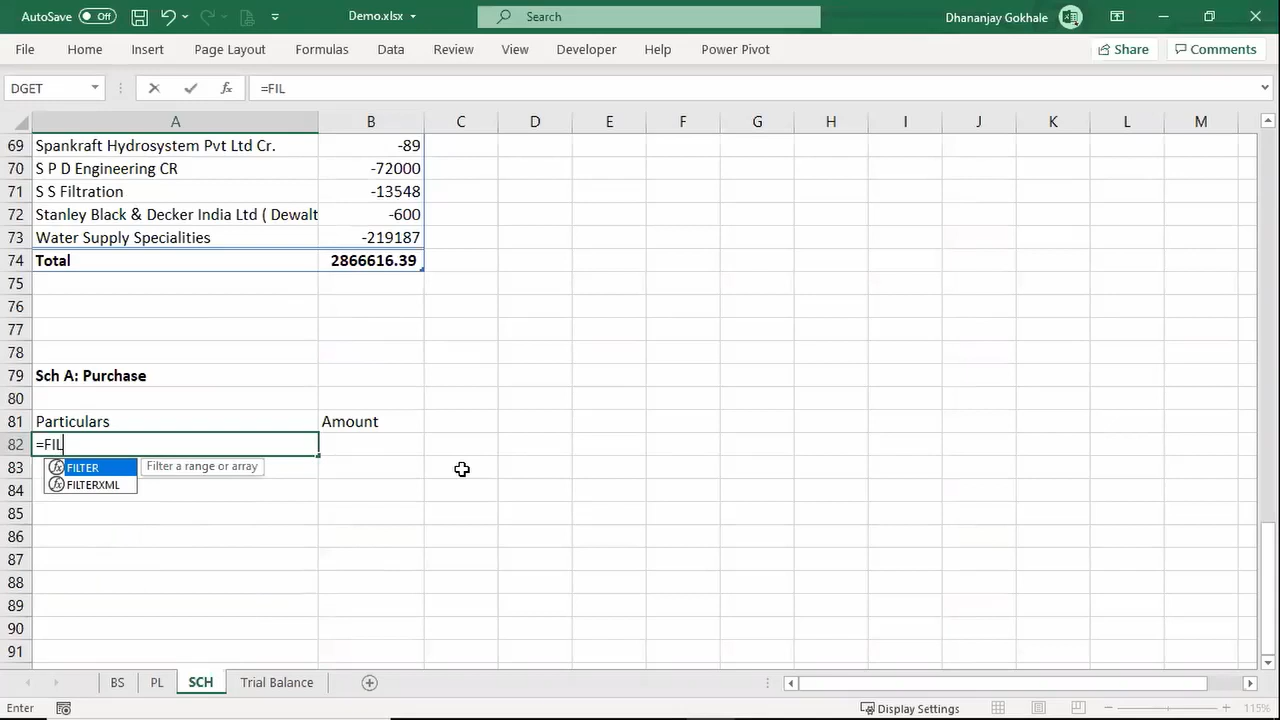 AutoSave Off Demo.xlsx Search Dhananjay Gokhale
File Home Insert Page Layout Formulas Data Review View Developer Help Power Pivot Share Comments
DGET fx =FIL
A B C D E F G H I J K L M
69 Spankraft Hydrosystem Pvt Ltd Cr. -89
70 S P D Engineering CR -72000
71 S S Filtration -13548
72 Stanley Black & Decker India Ltd ( Dewalt -600
73 Water Supply Specialities -219187
74 Total 2866616.39
75
76
77
78
79 Sch A: Purchase
80
81 Particulars Amount
82 =FIL
83 fx FILTER Filter a range or array
84 fx FILTERXML
85
86
87
88
89
90
91
BS PL SCH Trial Balance
Enter Display Settings 115%